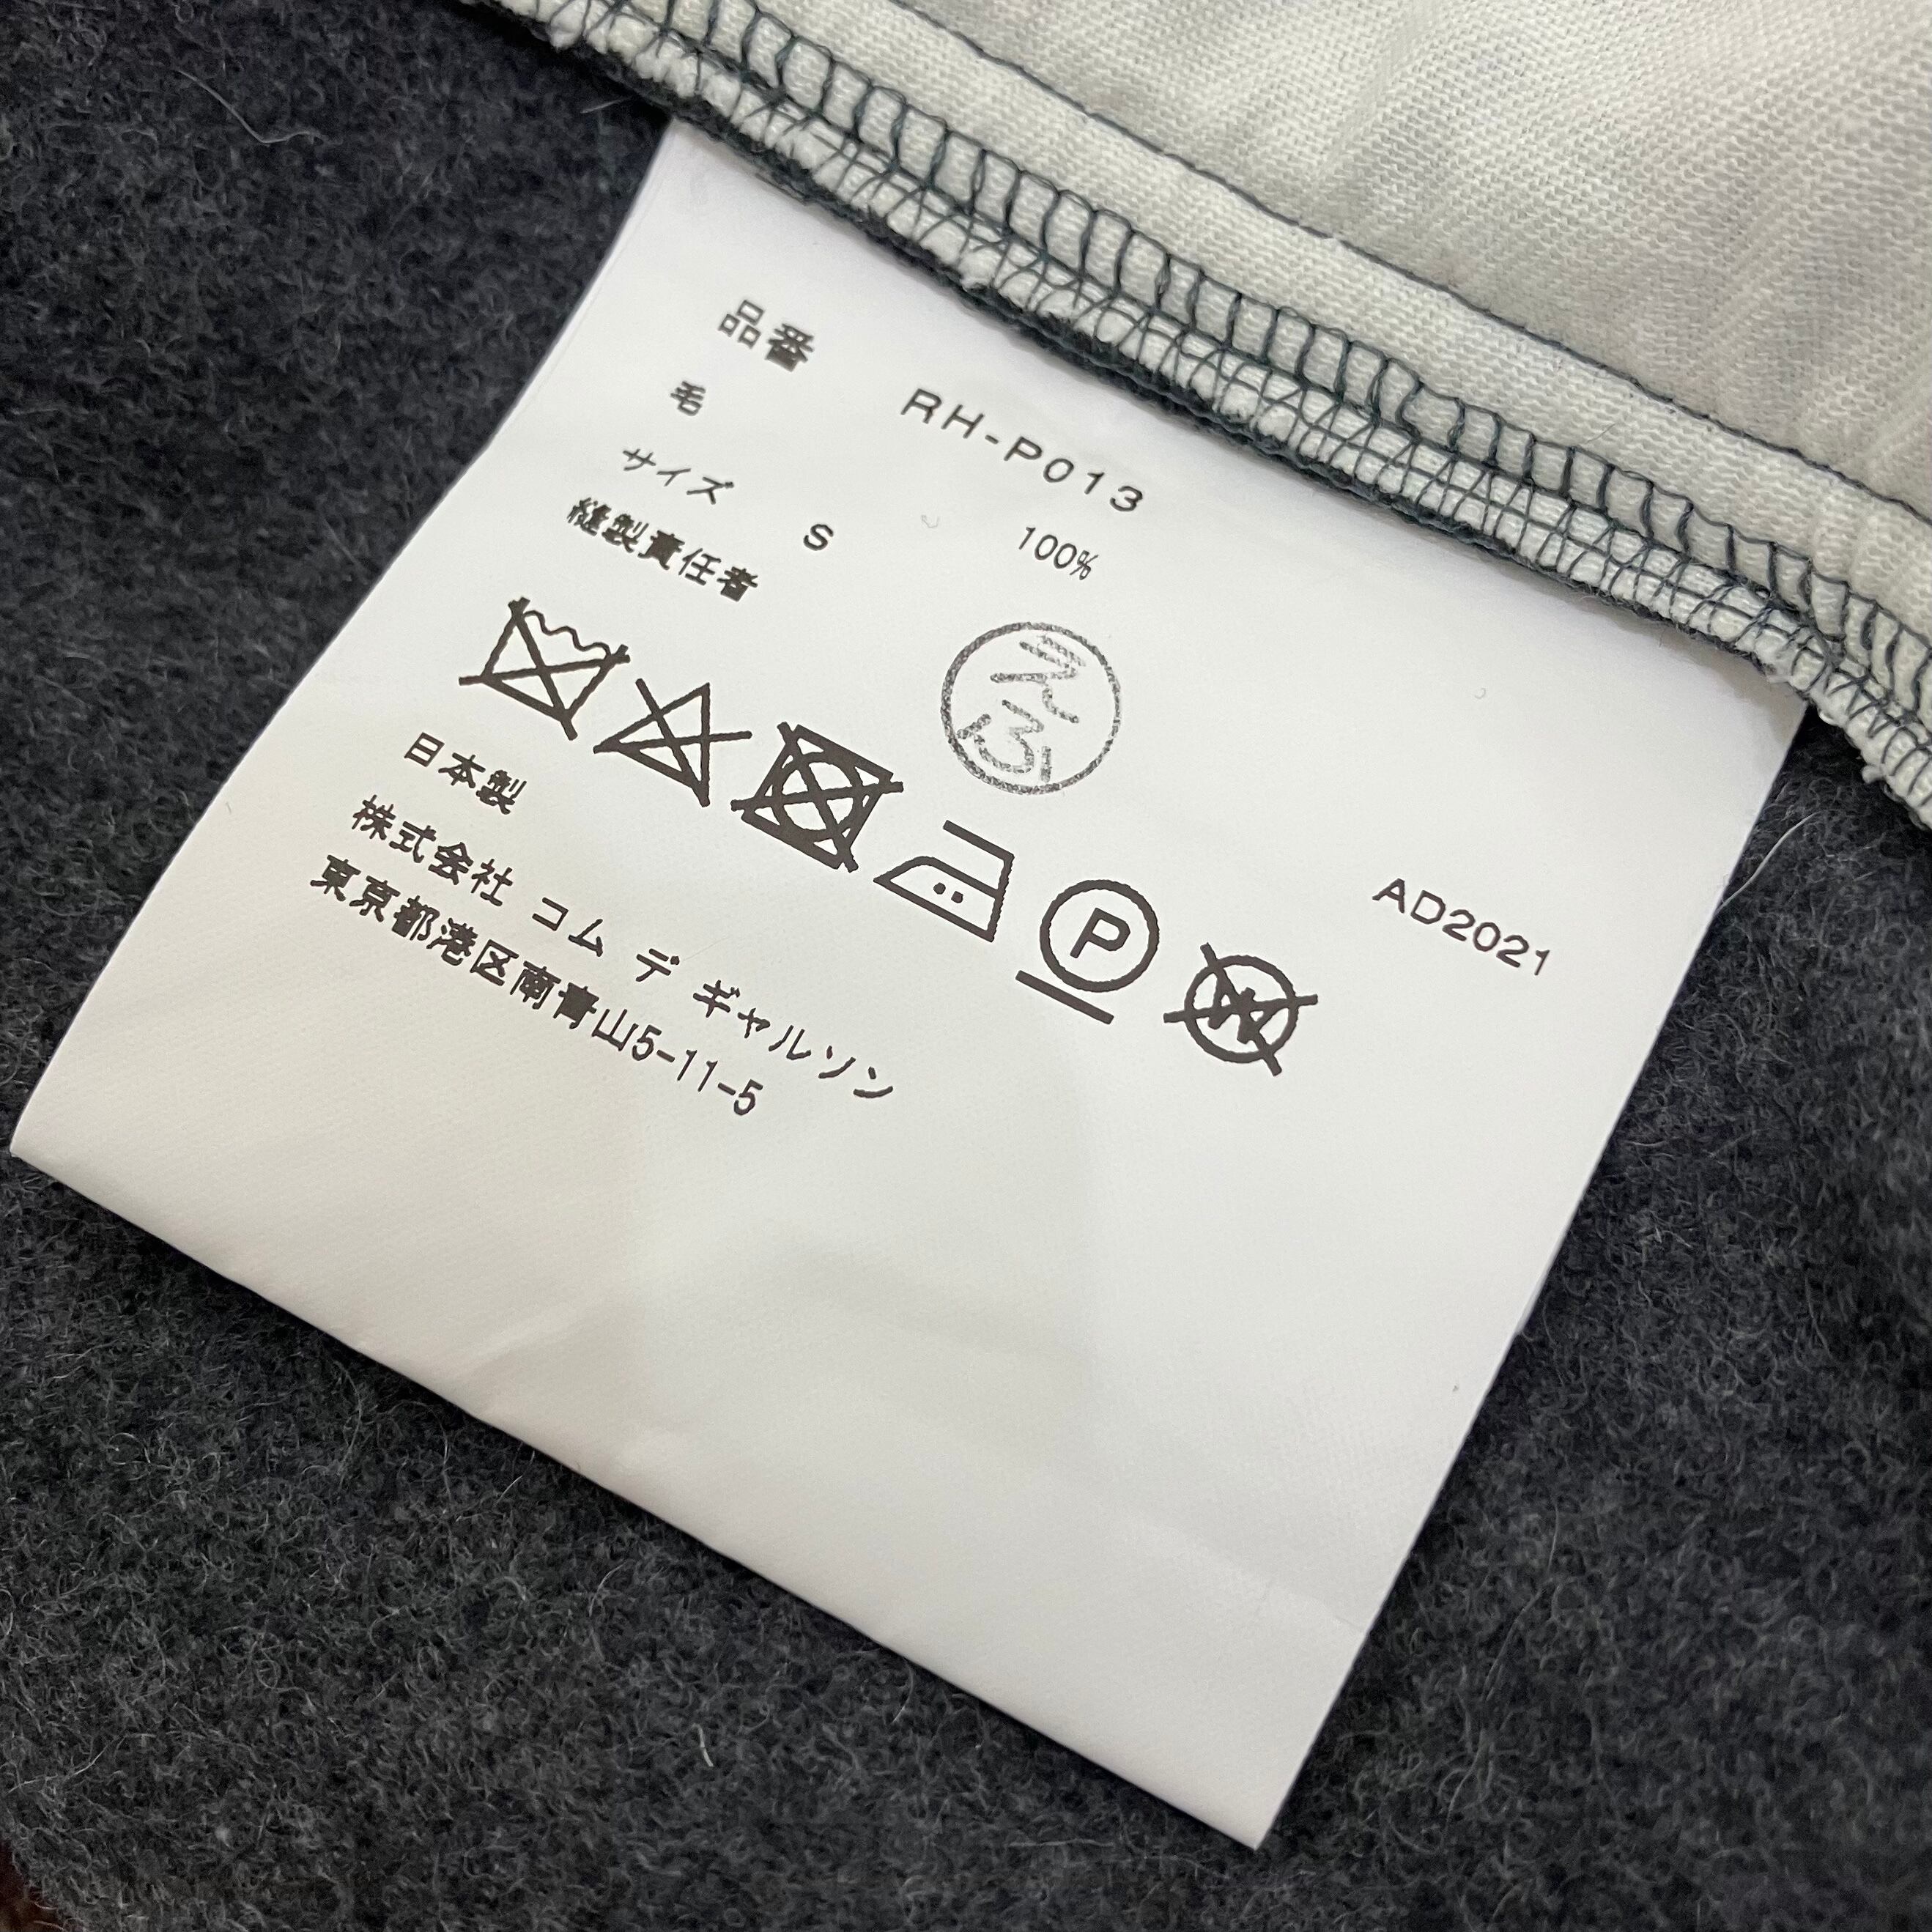 品番 RH-P013
毛 100%
サイズ S
縫製責任者 えふ
P W
AD2021
日本製
株式会社 コム デ ギャルソン
東京都港区南青山5-11-5